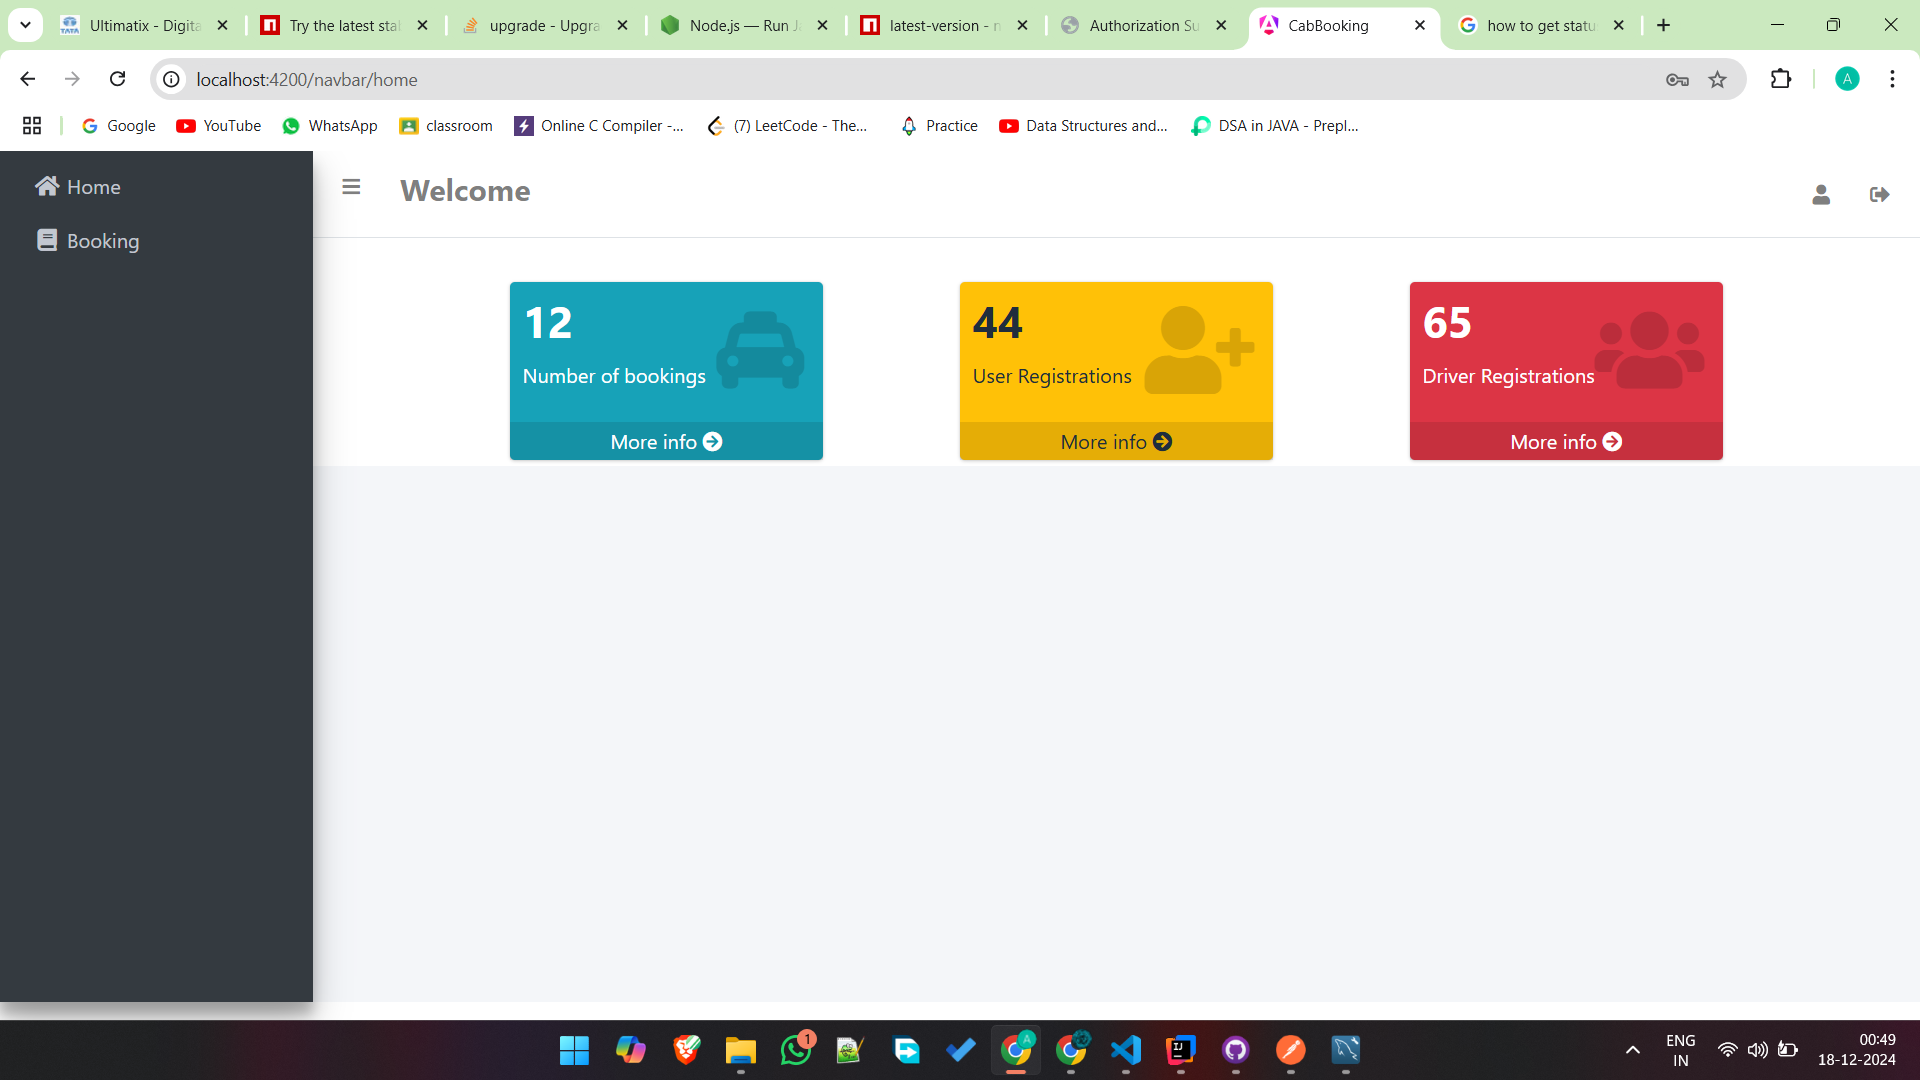 Ultimatix - Digita
Try the latest stal
upgrade - Upgra
Node.js — Run Ja
latest-version - n
Authorization Su
CabBooking
how to get statu
localhost:4200/navbar/home
A
Google
YouTube
WhatsApp
classroom
Online C Compiler -...
(7) LeetCode - The...
Practice
Data Structures and...
DSA in JAVA - Prepl...
Home
Booking
Welcome
12
Number of bookings
More info
44
User Registrations
More info
65
Driver Registrations
More info
1
A
ENG
IN
00:49
18-12-2024